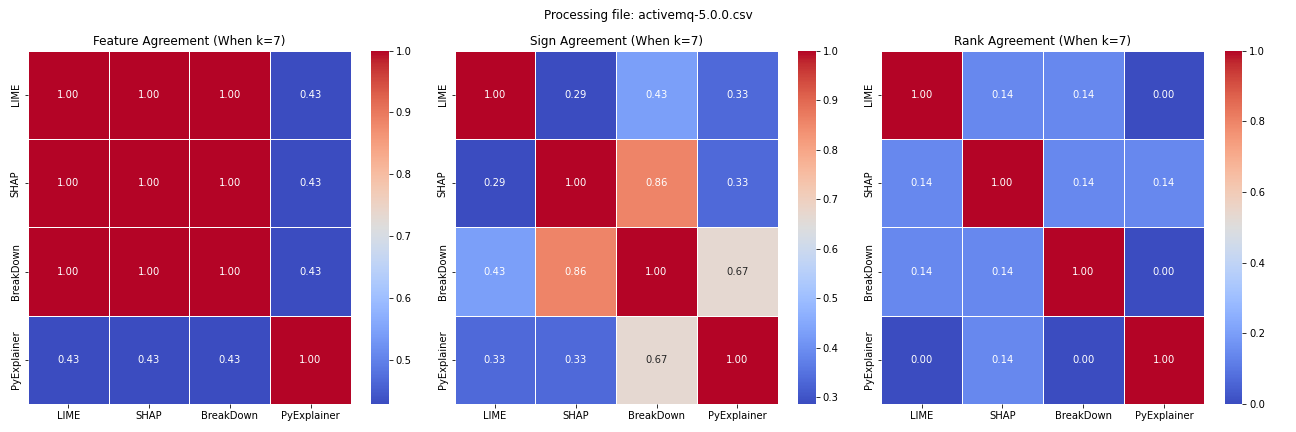 Processing file: activemq-5.0.0.csv
Feature Agreement (When k=7)
LIME 1.00 1.00 1.00 0.43
SHAP 1.00 1.00 1.00 0.43
BreakDown 1.00 1.00 1.00 0.43
PyExplainer 0.43 0.43 0.43 1.00
LIME SHAP BreakDown PyExplainer
1.0
0.9
0.8
0.7
0.6
0.5
Sign Agreement (When k=7)
LIME 1.00 0.29 0.43 0.33
SHAP 0.29 1.00 0.86 0.33
BreakDown 0.43 0.86 1.00 0.67
PyExplainer 0.33 0.33 0.67 1.00
LIME SHAP BreakDown PyExplainer
1.0
0.9
0.8
0.7
0.6
0.5
0.4
0.3
Rank Agreement (When k=7)
LIME 1.00 0.14 0.14 0.00
SHAP 0.14 1.00 0.14 0.14
BreakDown 0.14 0.14 1.00 0.00
PyExplainer 0.00 0.14 0.00 1.00
LIME SHAP BreakDown PyExplainer
1.0
0.8
0.6
0.4
0.2
0.0